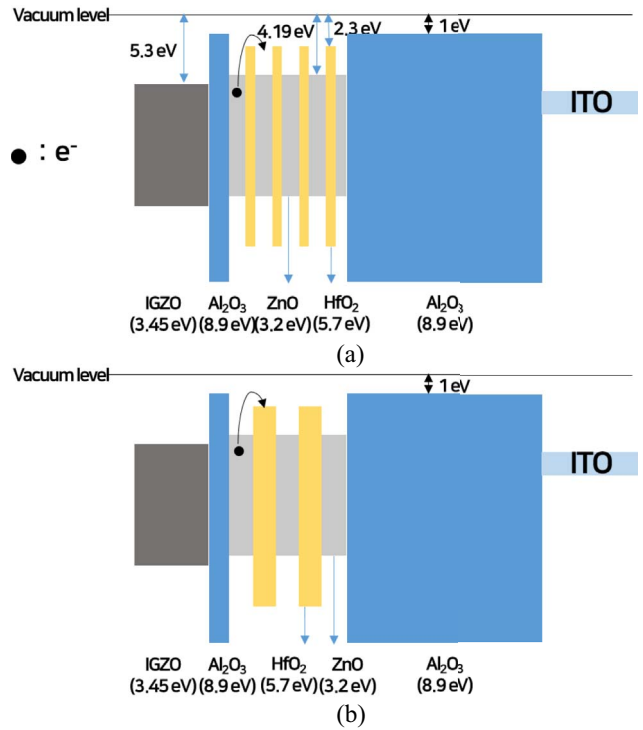 Vacuum level
5.3 eV
4.19 eV
2.3 eV
1 eV
ITO
: e-
IGZO Al2O3 ZnO HfO2 Al2O3
(3.45 eV) (8.9 eV) (3.2 eV) (5.7 eV) (8.9 eV)
(a)
Vacuum level
1 eV
ITO
IGZO Al2O3 HfO2 ZnO Al2O3
(3.45 eV) (8.9 eV) (5.7 eV) (3.2 eV) (8.9 eV)
(b)